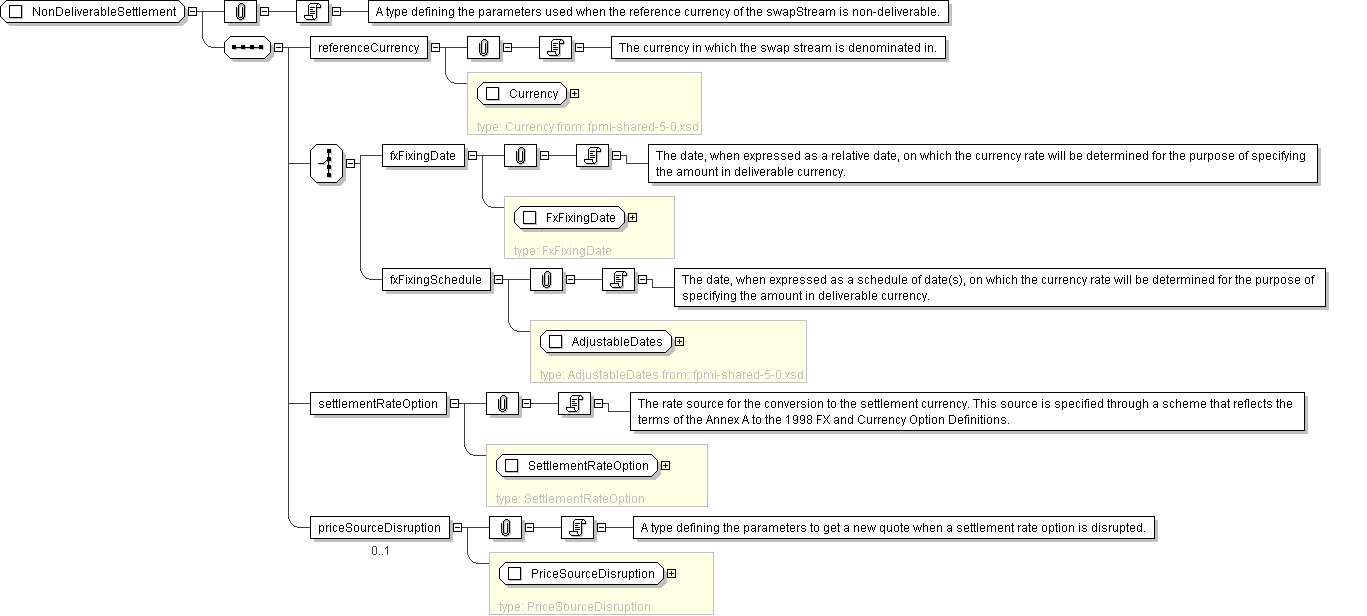 NonDeliverableSettlement
A type defining the parameters used when the reference currency of the swapStream is non-deliverable.
referenceCurrency
The currency in which the swap stream is denominated in.
Currency
type: Currency from: fpml-shared-5-0.xsd
fxFixingDate
The date, when expressed as a relative date, on which the currency rate will be determined for the purpose of specifying
the amount in deliverable currency.
FxFixingDate
type: FxFixingDate
fxFixingSchedule
The date, when expressed as a schedule of date(s), on which the currency rate will be determined for the purpose of
specifying the amount in deliverable currency.
AdjustableDates
type: AdjustableDates from: fpml-shared-5-0.xsd
settlementRateOption
The rate source for the conversion to the settlement currency. This source is specified through a scheme that reflects the
terms of the Annex A to the 1998 FX and Currency Option Definitions.
SettlementRateOption
type: SettlementRateOption
priceSourceDisruption
A type defining the parameters to get a new quote when a settlement rate option is disrupted.
0..1
PriceSourceDisruption
type: PriceSourceDisruption